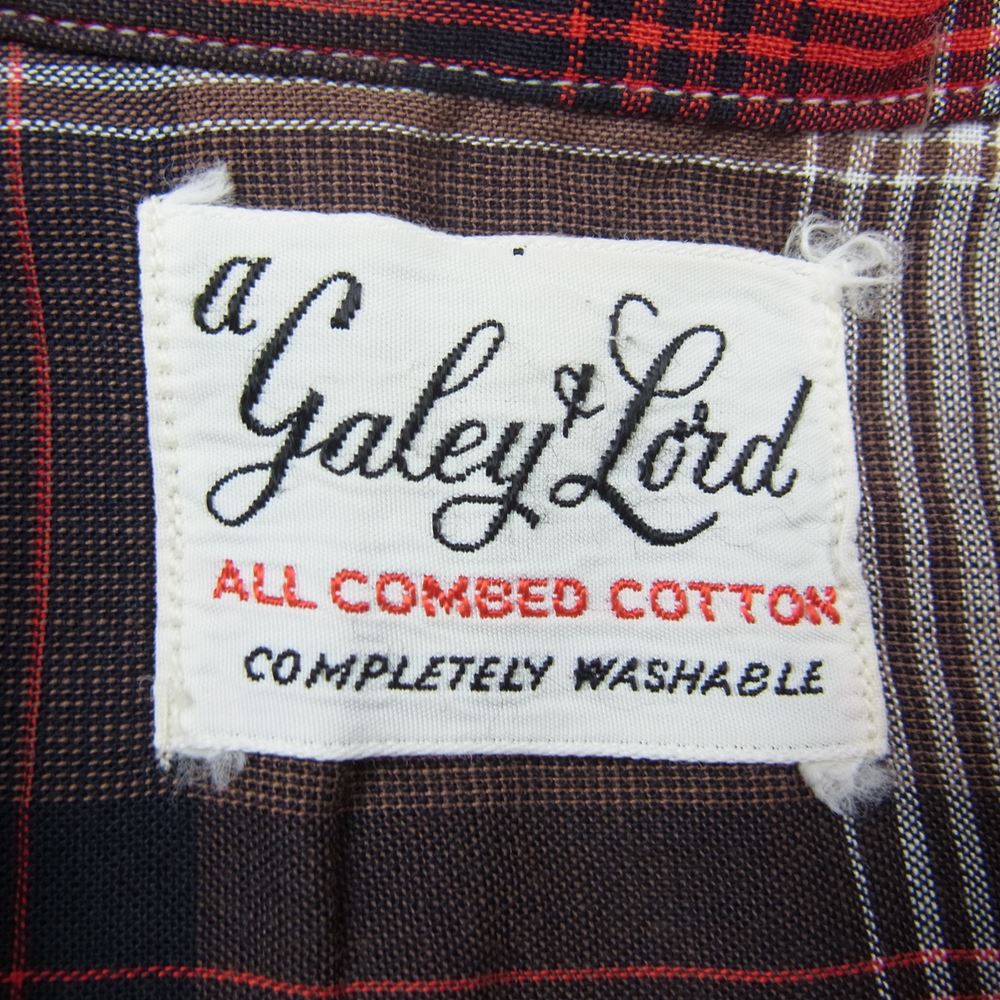 a
Galey & Lord
ALL COMBED COTTON
COMPLETELY WASHABLE